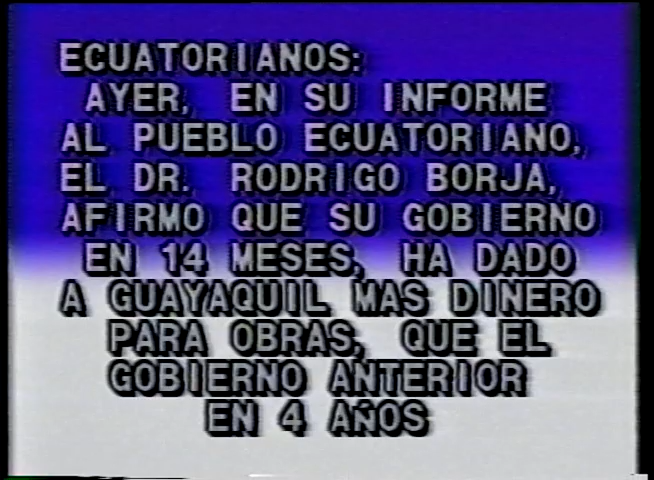 ECUATORIANOS:
AYER, EN SU INFORME
AL PUEBLO ECUATORIANO,
EL DR. RODRIGO BORJA,
AFIRMO QUE SU GOBIERNO
EN 14 MESES, HA DADO
A GUAYAQUIL MAS DINERO
PARA OBRAS, QUE EL
GOBIERNO ANTERIOR
EN 4 AÑOS